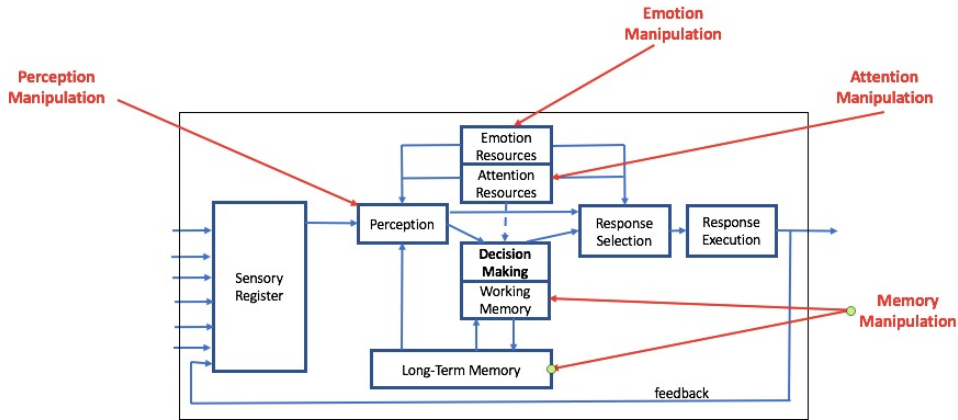 Emotion
Manipulation
Perception
Manipulation
Attention
Manipulation
Emotion
Resources
Attention
Resources
Perception
Response
Selection
Response
Execution
Decision
Making
Sensory
Register
Working
Memory
Memory
Manipulation
Long-Term Memory
feedback